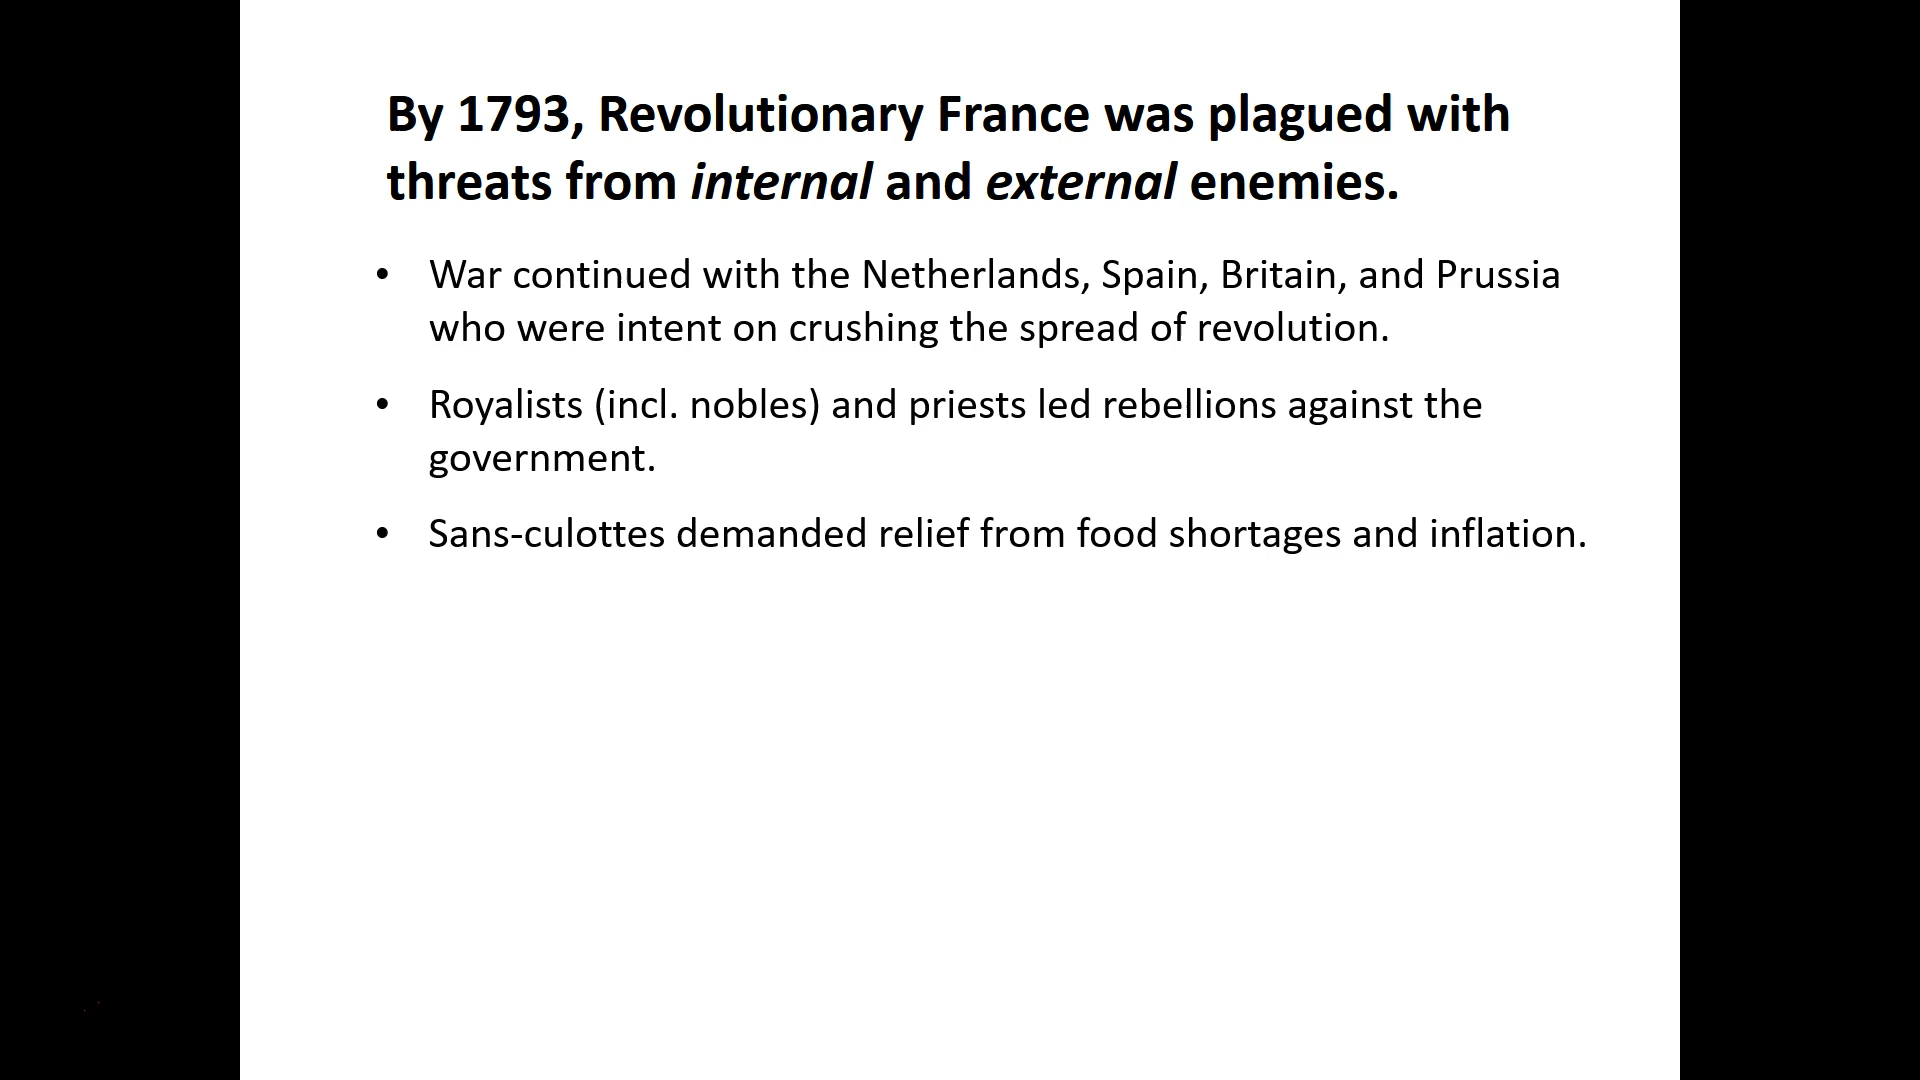 By 1793, Revolutionary France was plagued with
threats from internal and external enemies.
• War continued with the Netherlands, Spain, Britain, and Prussia
who were intent on crushing the spread of revolution.
• Royalists (incl. nobles) and priests led rebellions against the
government.
• Sans-culottes demanded relief from food shortages and inflation.